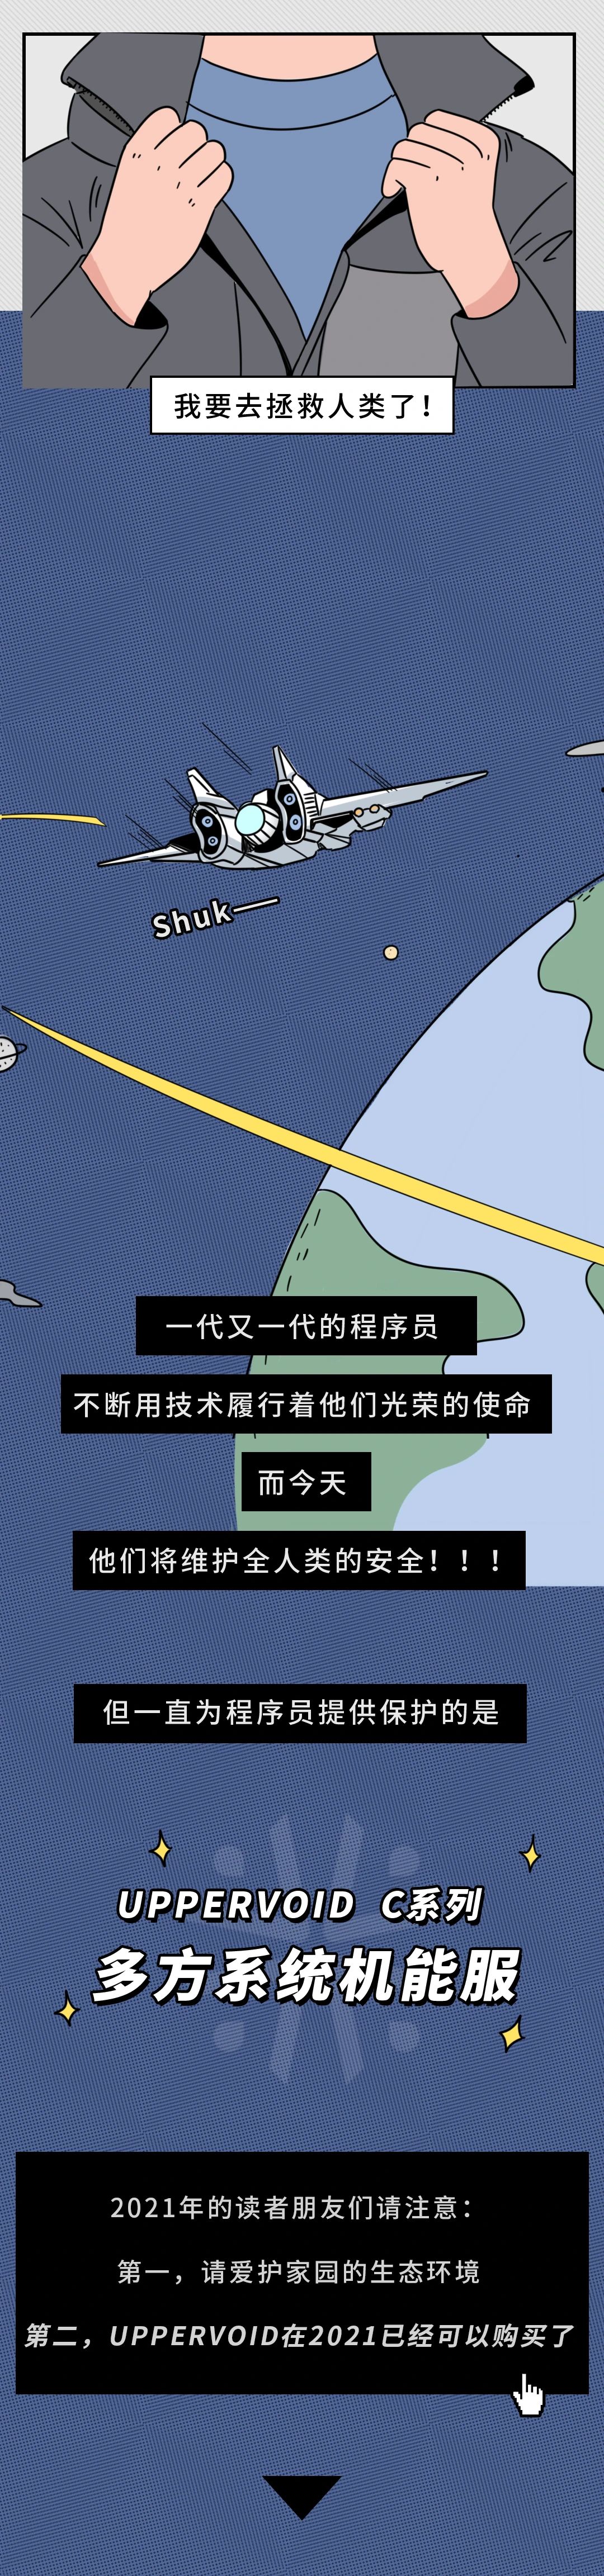 我要去拯救人类了！
Shuk——
一代又一代的程序员
不断用技术履行着他们光荣的使命
而今天
他们将维护全人类的安全！！！
但一直为程序员提供保护的是
UPPERVOID C系列
多方系统机能服
2021年的读者朋友们请注意：
第一，请爱护家园的生态环境
第二，UPPERVOID在2021已经可以购买了